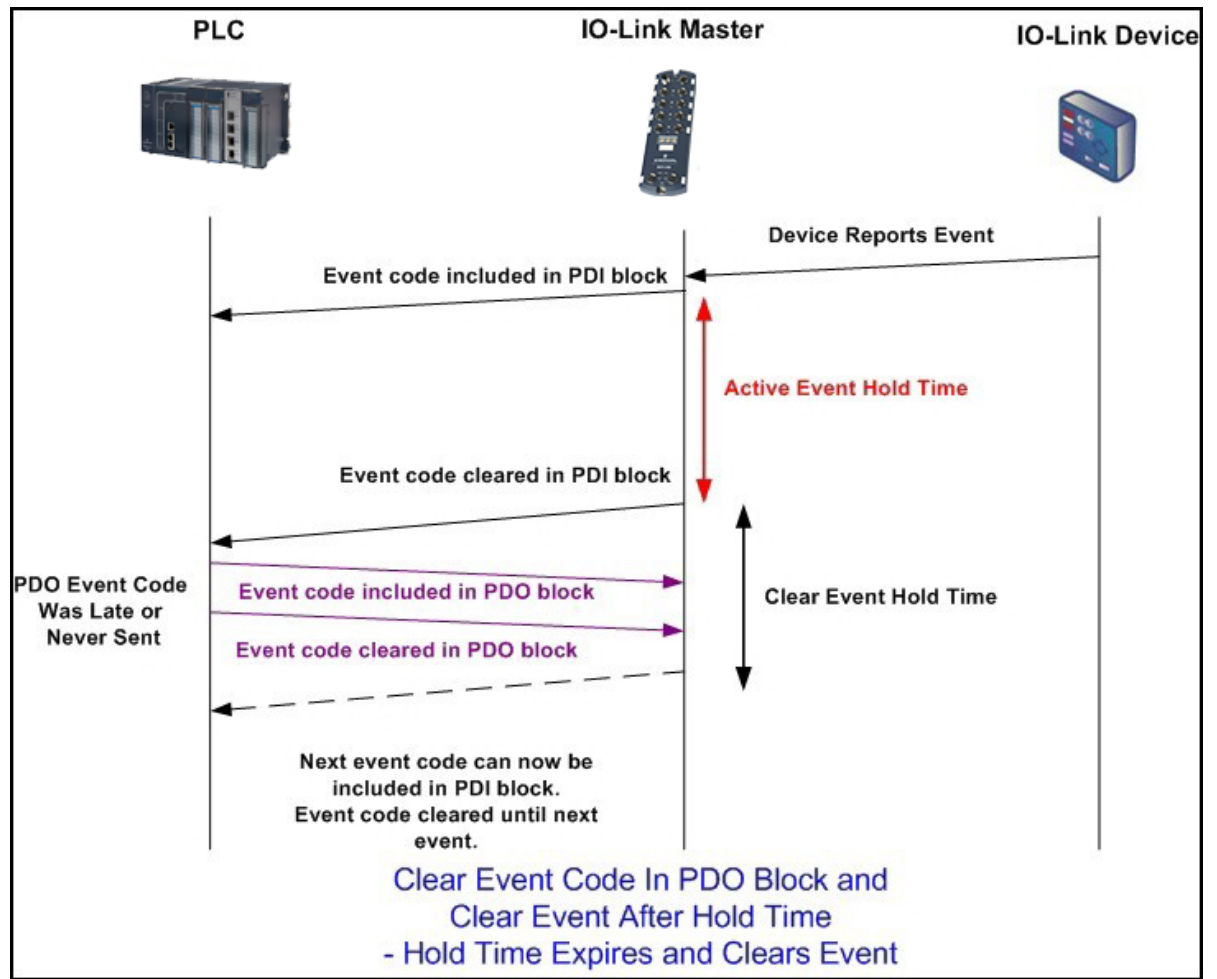 PLC
IO-Link Master
IO-Link Device
Device Reports Event
Event code included in PDI block
Active Event Hold Time
Event code cleared in PDI block
PDO Event Code
Was Late or
Never Sent
Event code included in PDO block
Clear Event Hold Time
Event code cleared in PDO block
Next event code can now be
included in PDI block.
Event code cleared until next
event.
Clear Event Code In PDO Block and
Clear Event After Hold Time
- Hold Time Expires and Clears Event